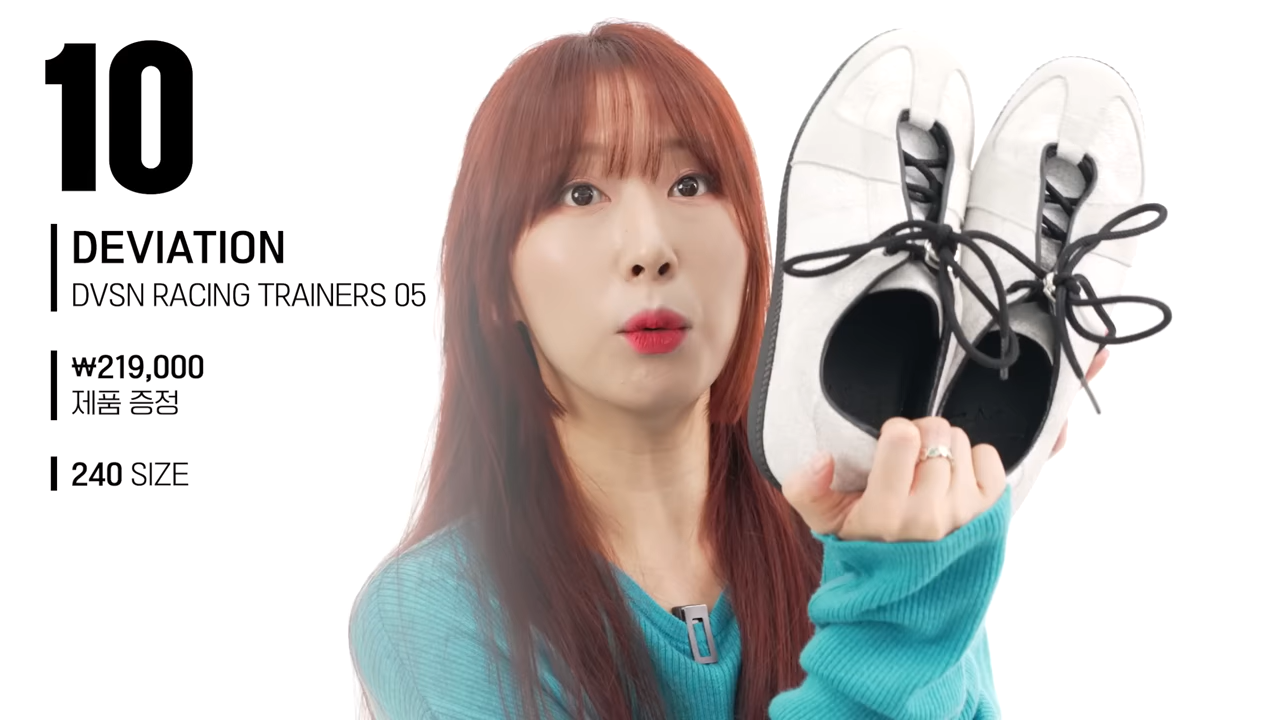 10
DEVIATION
DVSN RACING TRAINERS 05
₩219,000
제품 증정
240 SIZE